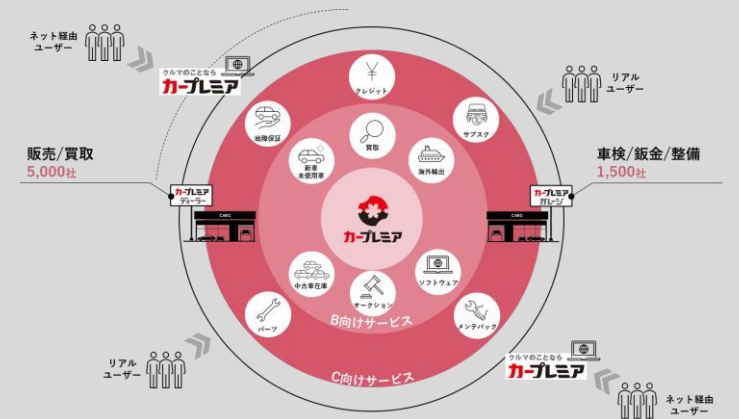 ネット経由
ユーザー
クルマのことなら
カープレミア
クレジット
リアル
ユーザー
故障保証
サブスク
買取
新車
未使用車
海外輸出
販売/買取
5,000社
車検/鈑金/整備
1,500社
カープレミア
ディーラー
CARS
カープレミア
カープレミア
ガレージ
CARS
中古車在庫
ソフトウェア
オークション
パーツ
B向けサービス
メンテパック
リアル
ユーザー
C向けサービス
クルマのことなら
カープレミア
ネット経由
ユーザー